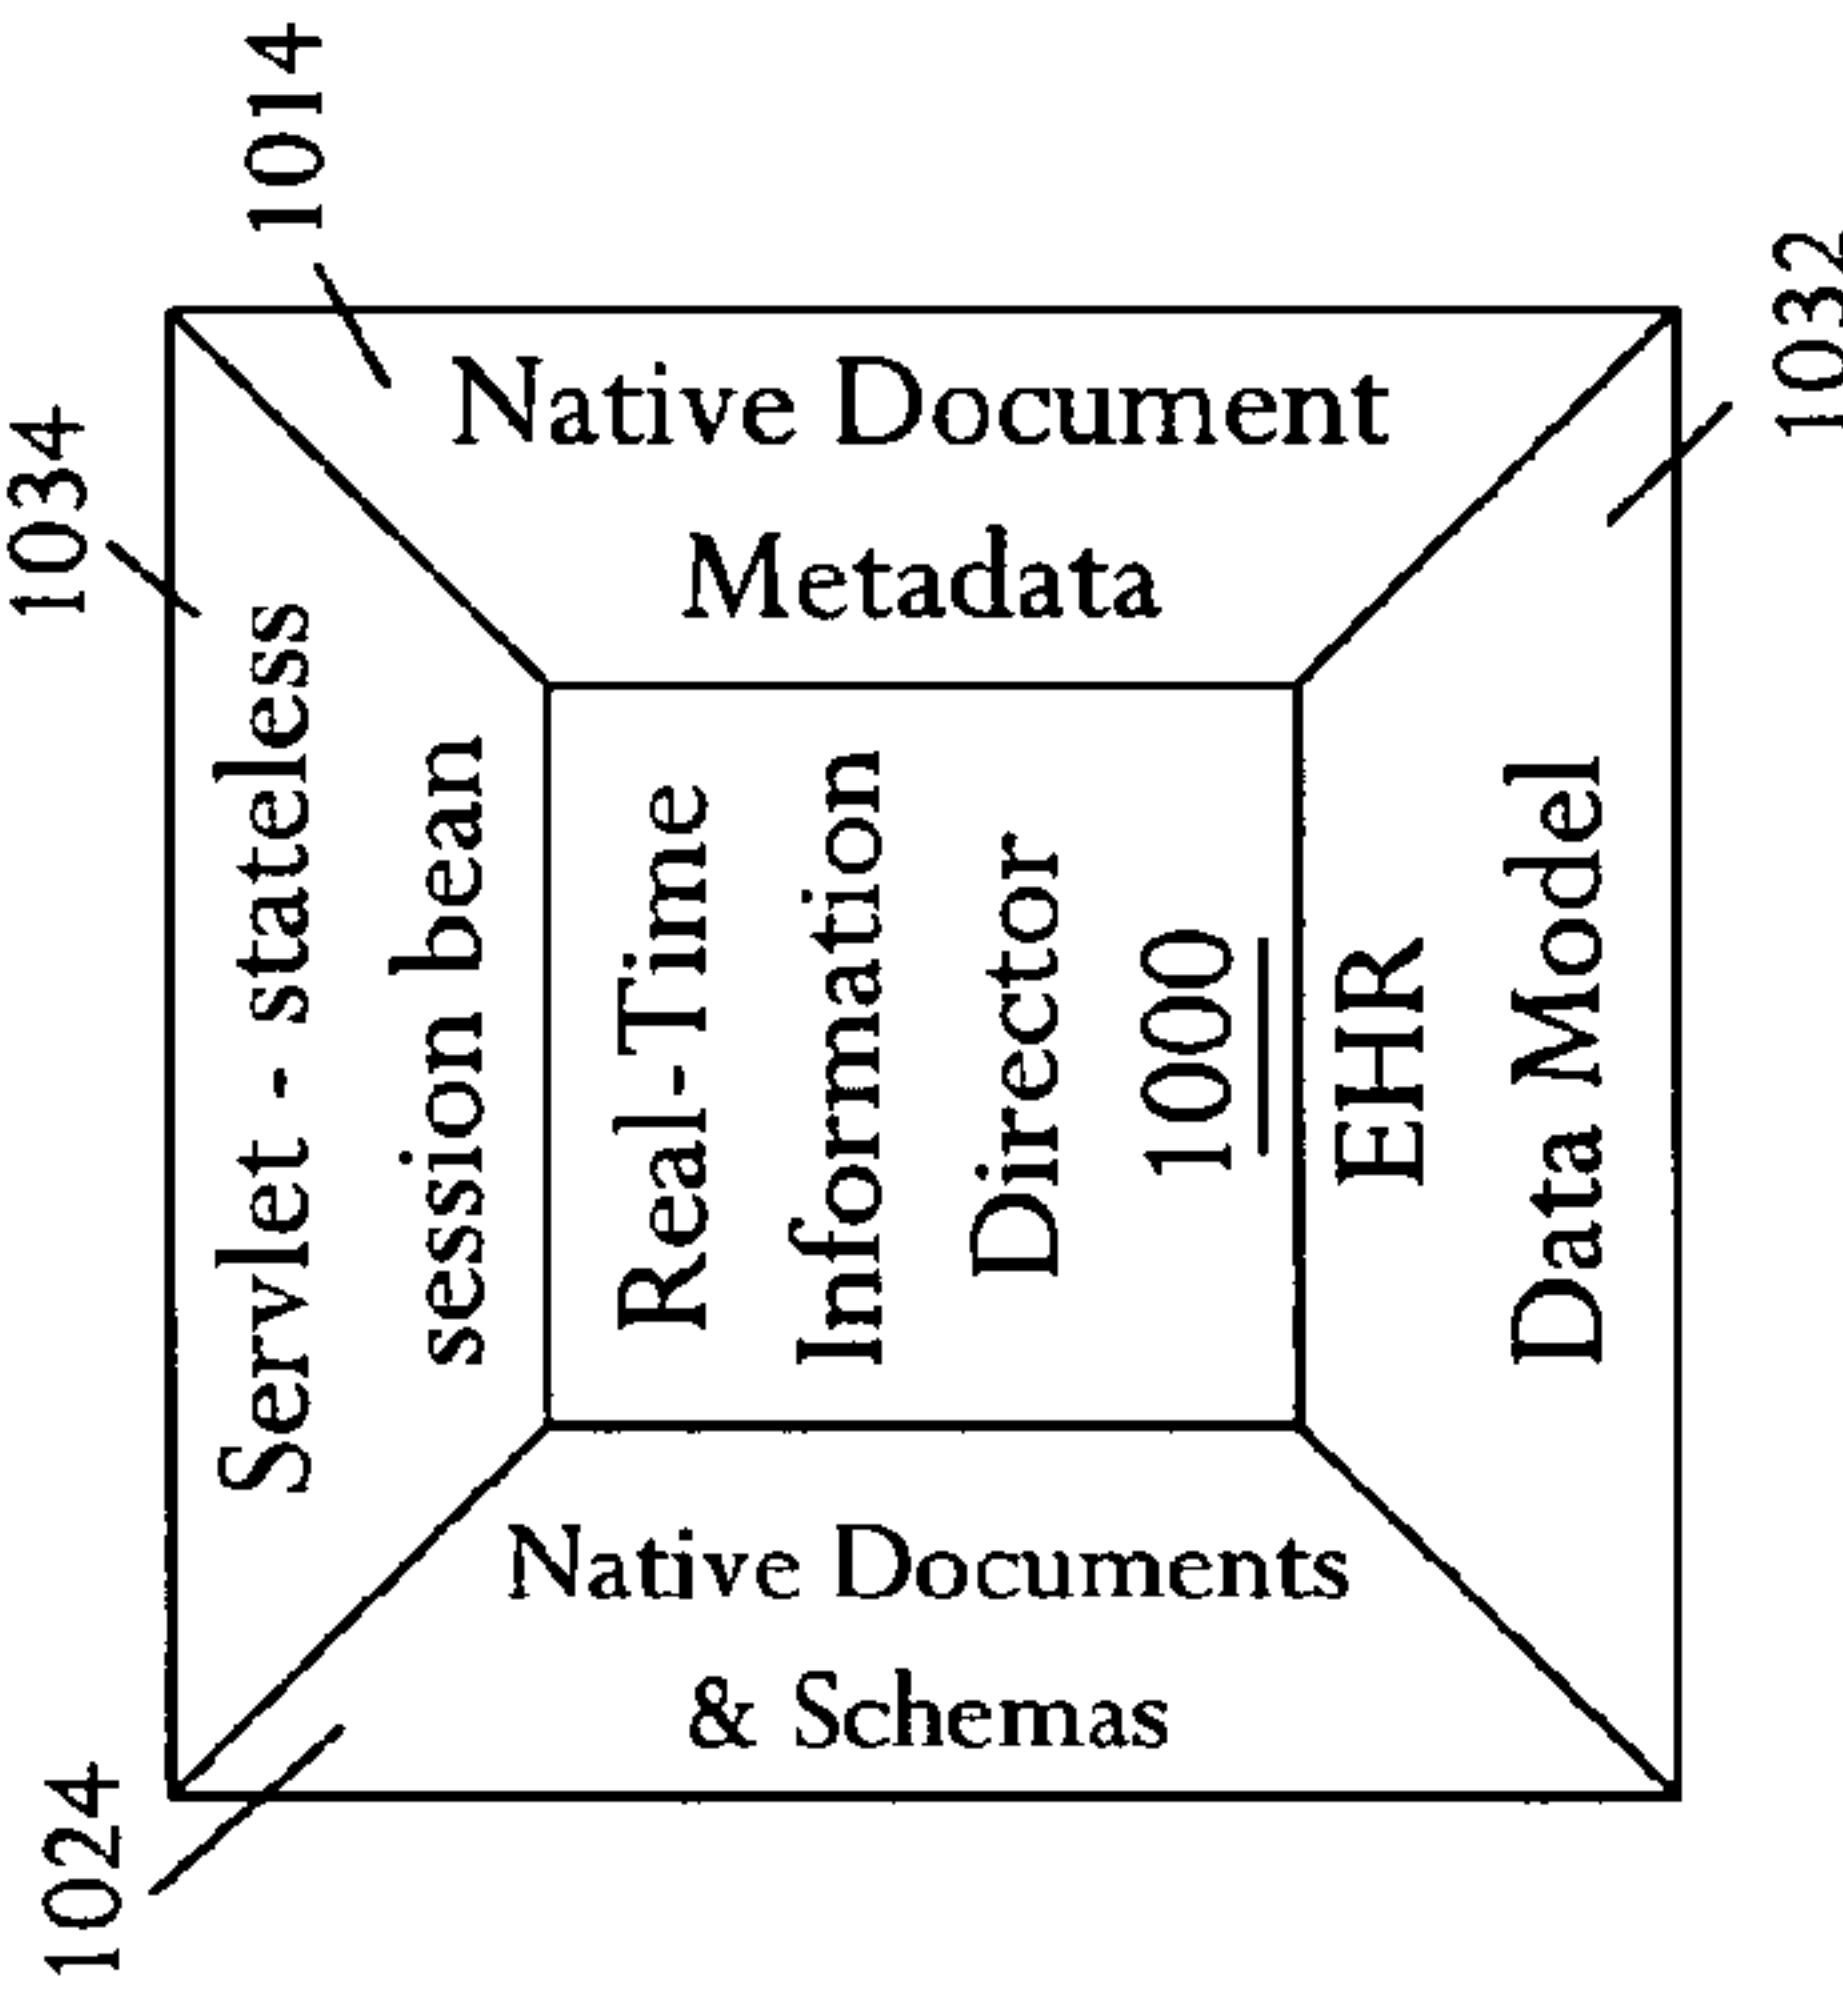 1034
1014
Servlet - stateless
session bean
Native Document
Metadata
Real-Time
Information
Director
1000
EHR
Data Model
1032
Native Documents
& Schemas
1024